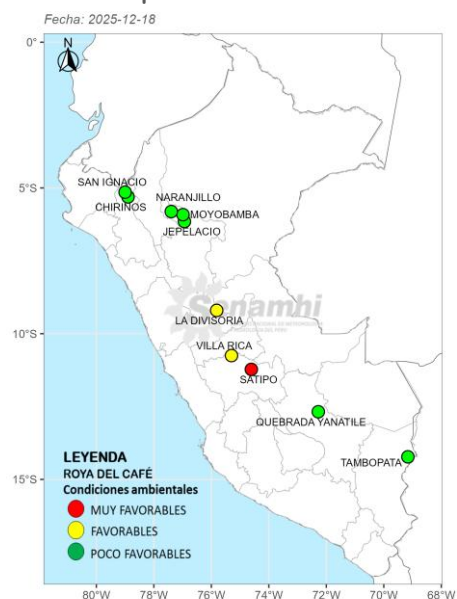 Fecha: 2025-12-18
N
0°
5°S
10°S
15°S
SAN IGNACIO
CHIRINOS
NARANJILLO
MOYOBAMBA
JEPELACIO
Senamhi
LA DIVISORIA
VILLA RICA
SATIPO
QUEBRADA YANATILE
TAMBOPATA
LEYENDA
ROYA DEL CAFÉ
Condiciones ambientales
MUY FAVORABLES
FAVORABLES
POCO FAVORABLES
80°W 78°W 76°W 74°W 72°W 70°W 68°W